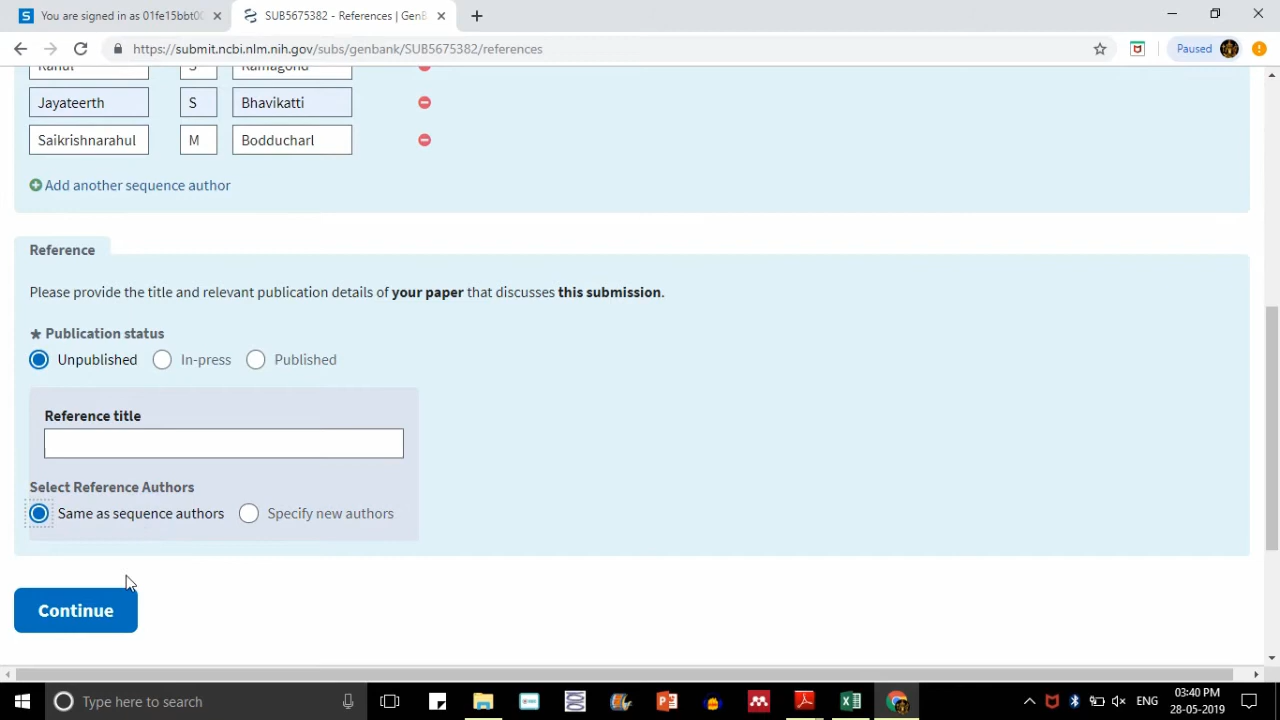 You are signed in as 01fe15bbt0
SUB5675382 - References | GenB
https://submit.ncbi.nlm.nih.gov/subs/genbank/SUB5675382/references
Paused
Rahul S Ramagond
Jayateerth S Bhavikatti
Saikrishnarahul M Bodducharl
Add another sequence author
Reference
Please provide the title and relevant publication details of your paper that discusses this submission.
★ Publication status
Unpublished In-press Published
Reference title
Select Reference Authors
Same as sequence authors Specify new authors
Continue
Type here to search
ENG
03:40 PM
28-05-2019